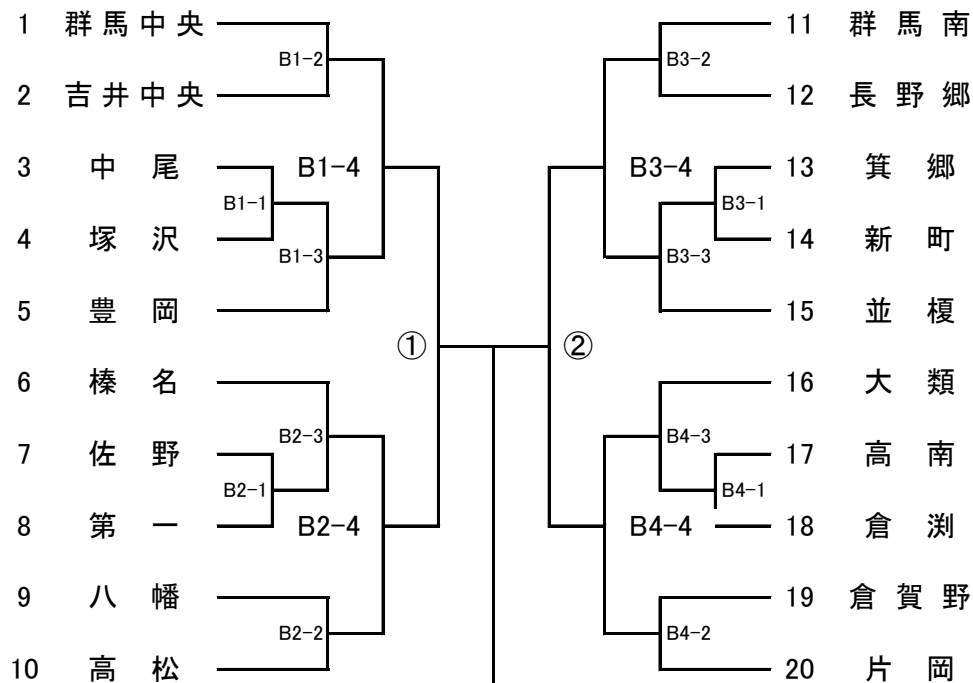 1 群馬中央
B1-2
2 吉井中央
3 中尾
B1-4
B1-1
4 塚沢
B1-3
5 豊岡
①
6 榛名
B2-3
7 佐野
B2-1
8 第一
B2-4
9 八幡
B2-2
10 高松
11 群馬南
B3-2
12 長野郷
B3-4
13 箕郷
B3-1
14 新町
B3-3
15 並榎
②
16 大類
B4-3
17 高南
B4-1
B4-4
18 倉渕
19 倉賀野
B4-2
20 片岡